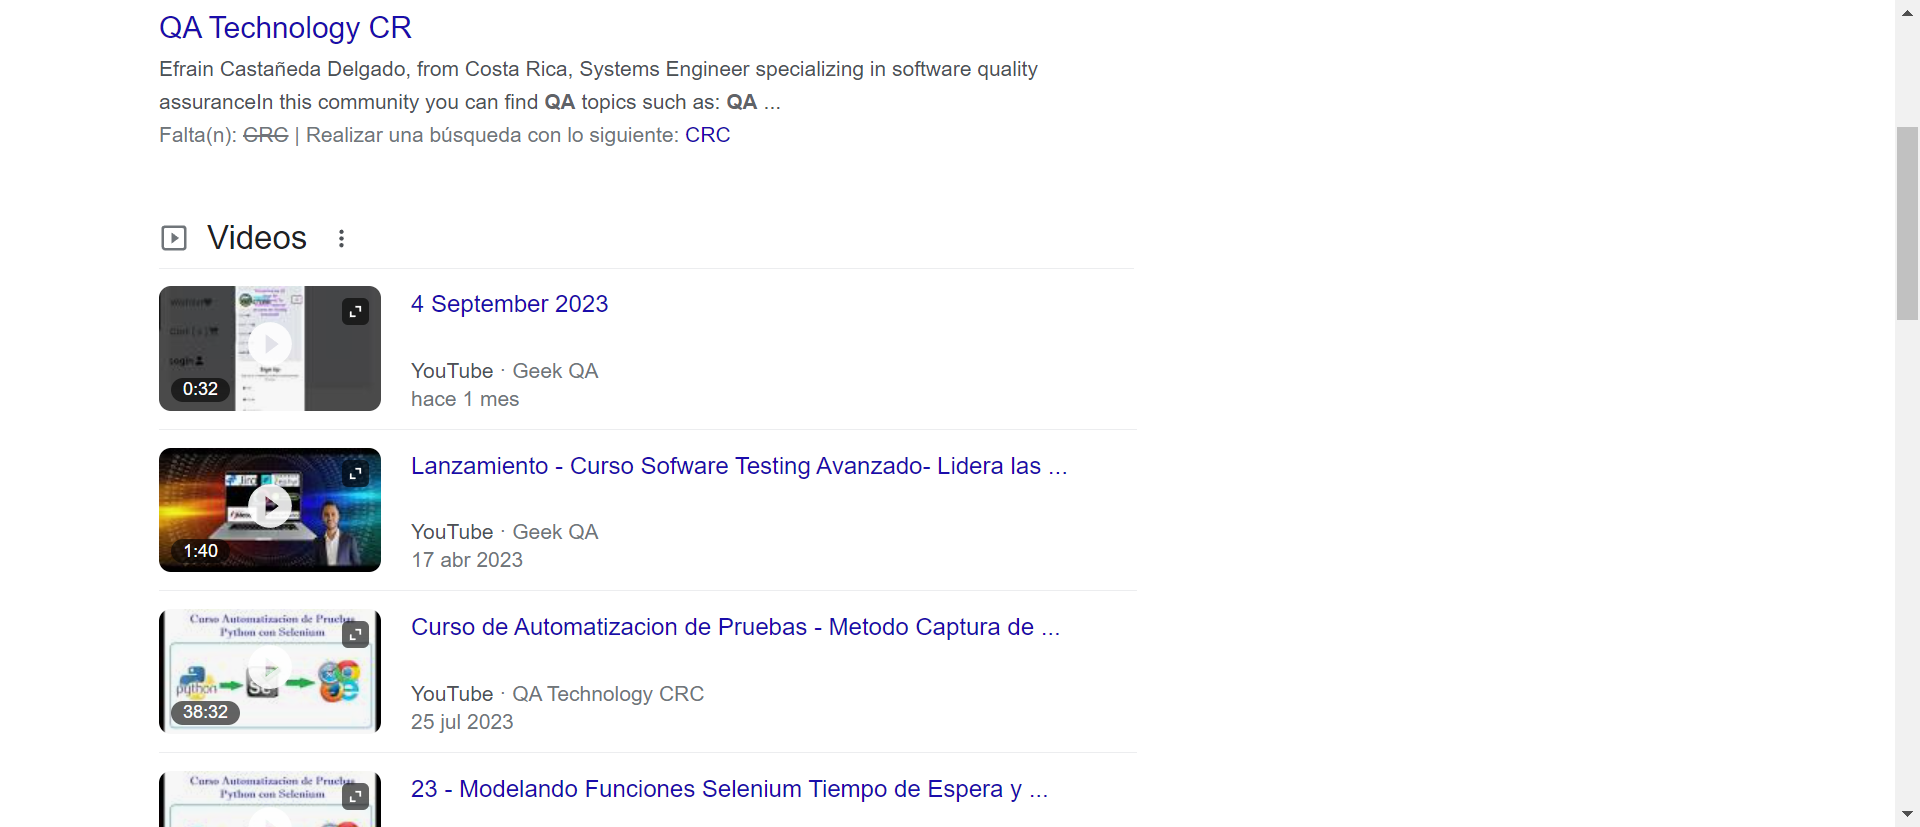 QA Technology CR
Efrain Castañeda Delgado, from Costa Rica, Systems Engineer specializing in software quality
assuranceIn this community you can find QA topics such as: QA ...
Falta(n): CRC | Realizar una búsqueda con lo siguiente: CRC
Videos
4 September 2023
Sign Up
Login
0:32
YouTube · Geek QA
hace 1 mes
Lanzamiento - Curso Sofware Testing Avanzado- Lidera las ...
1:40
YouTube · Geek QA
17 abr 2023
Curso Automatizacion de Pruebas
Python con Selenium
python
38:32
Curso de Automatizacion de Pruebas - Metodo Captura de ...
YouTube · QA Technology CRC
25 jul 2023
Curso Automatizacion de Pruebas
Python con Selenium
23 - Modelando Funciones Selenium Tiempo de Espera y ...